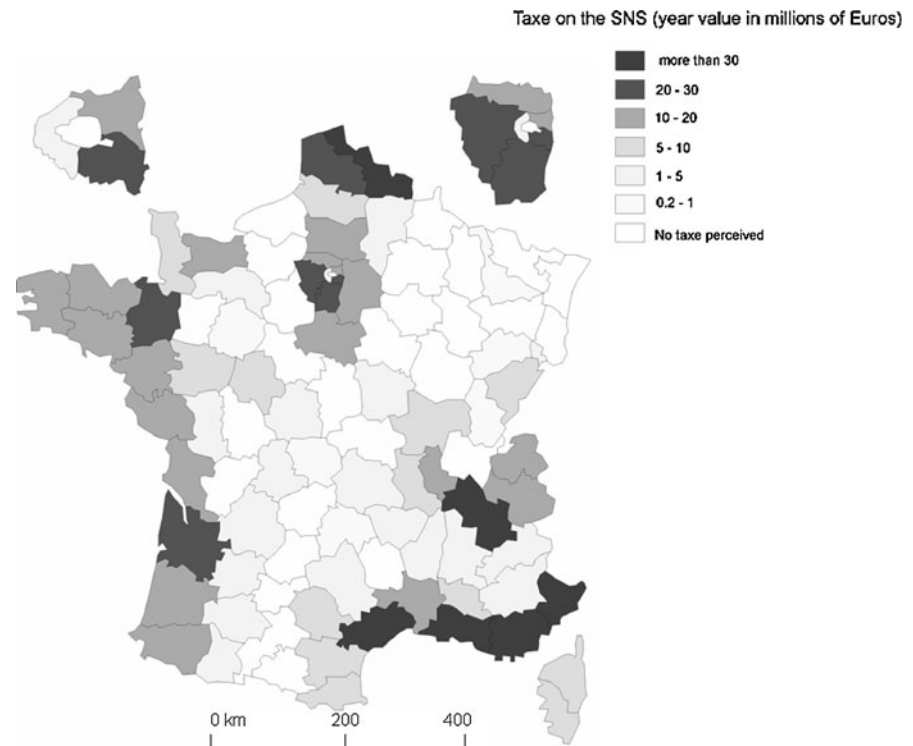 Taxe on the SNS (year value in millions of Euros)
more than 30
20 - 30
10 - 20
5 - 10
1 - 5
0.2 - 1
No taxe perceived
0 km 200 400